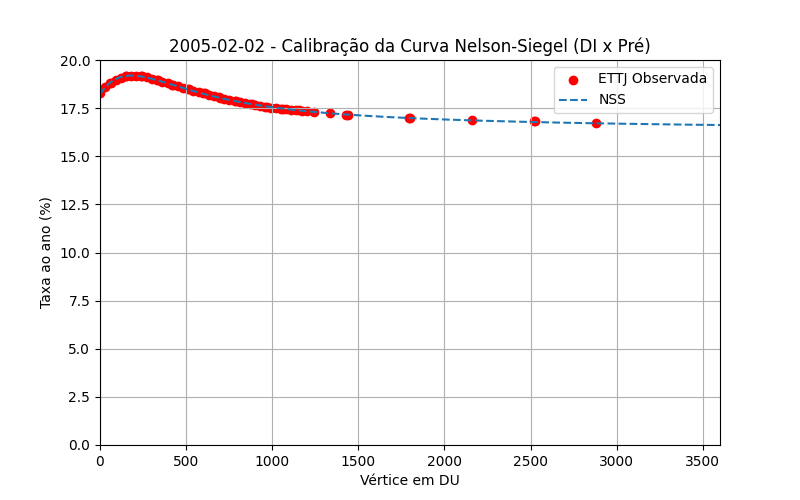 2005-02-02 - Calibração da Curva Nelson-Siegel (DI x Pré)
ETTJ Observada
NSS
Taxa ao ano (%)
20.0
17.5
15.0
12.5
10.0
7.5
5.0
2.5
0.0
0 500 1000 1500 2000 2500 3000 3500
Vértice em DU